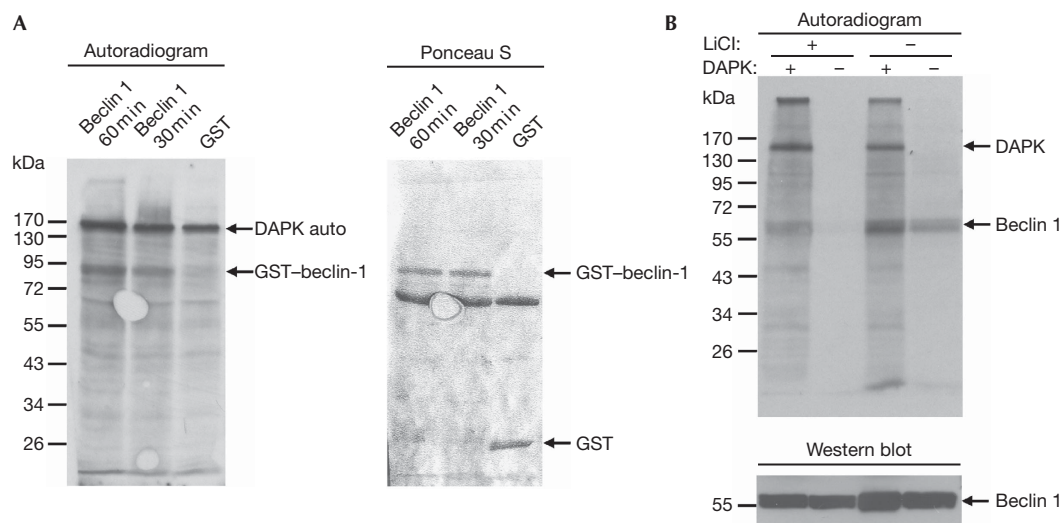 A
Autoradiogram
Beclin 1
60 min
Beclin 1
30 min
GST
kDa
170
130
95
72
55
43
34
26
DAPK auto
GST–beclin-1
Ponceau S
Beclin 1
60 min
Beclin 1
30 min
GST
GST–beclin-1
GST
B
Autoradiogram
LiCl: + –
DAPK: + – + –
kDa
170
130
95
72
55
43
34
26
DAPK
Beclin 1
Western blot
55
Beclin 1